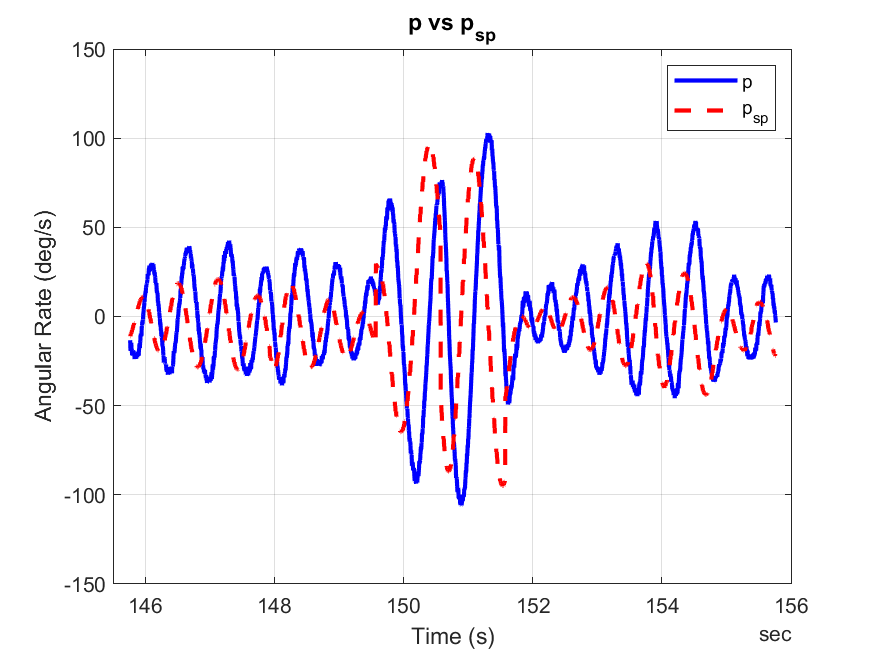 p vs p_sp
150
100
50
0
-50
-100
-150
Angular Rate (deg/s)
p
p_sp
146 148 150 152 154 156
Time (s)
sec